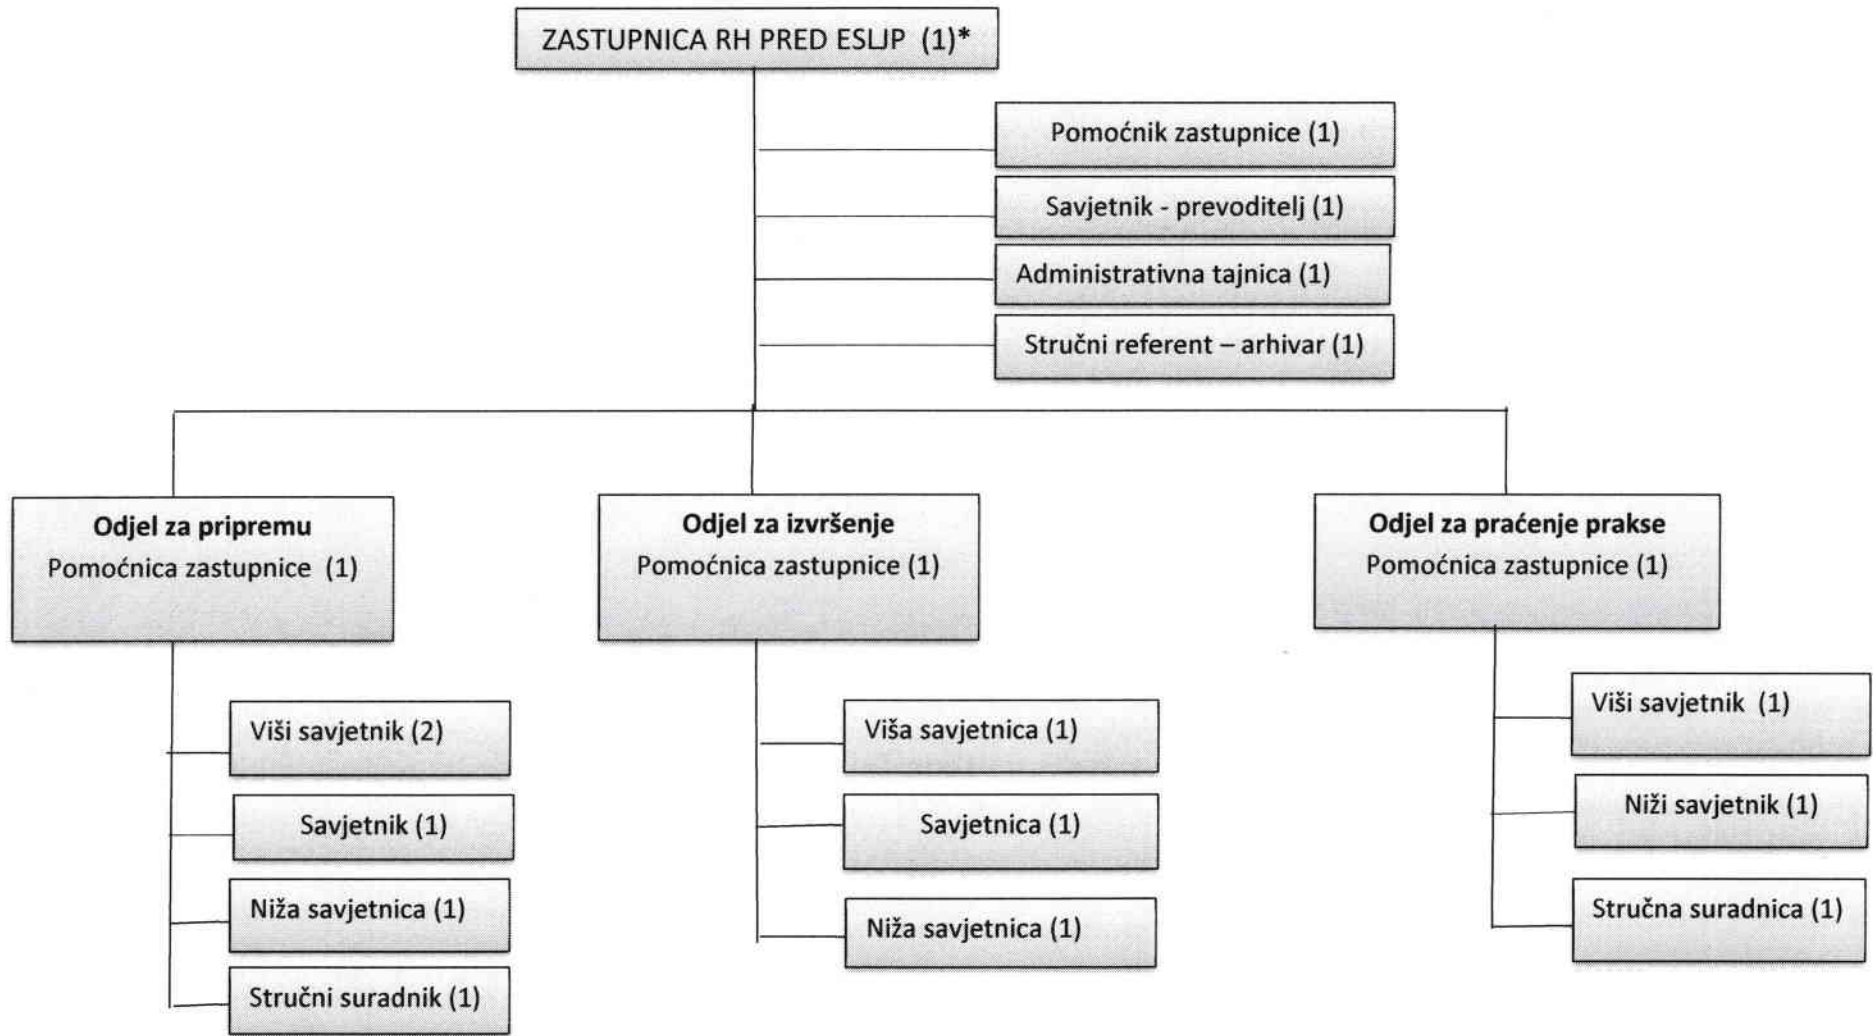 ZASTUPNICA RH PRED ESLJP (1)*
Pomoćnik zastupnice (1)
Savjetnik - prevoditelj (1)
Administrativna tajnica (1)
Stručni referent – arhivar (1)
Odjel za pripremu
Pomoćnica zastupnice (1)
Viši savjetnik (2)
Savjetnik (1)
Niža savjetnica (1)
Stručni suradnik (1)
Odjel za izvršenje
Pomoćnica zastupnice (1)
Viša savjetnica (1)
Savjetnica (1)
Niža savjetnica (1)
Odjel za praćenje prakse
Pomoćnica zastupnice (1)
Viši savjetnik (1)
Niži savjetnik (1)
Stručna suradnica (1)